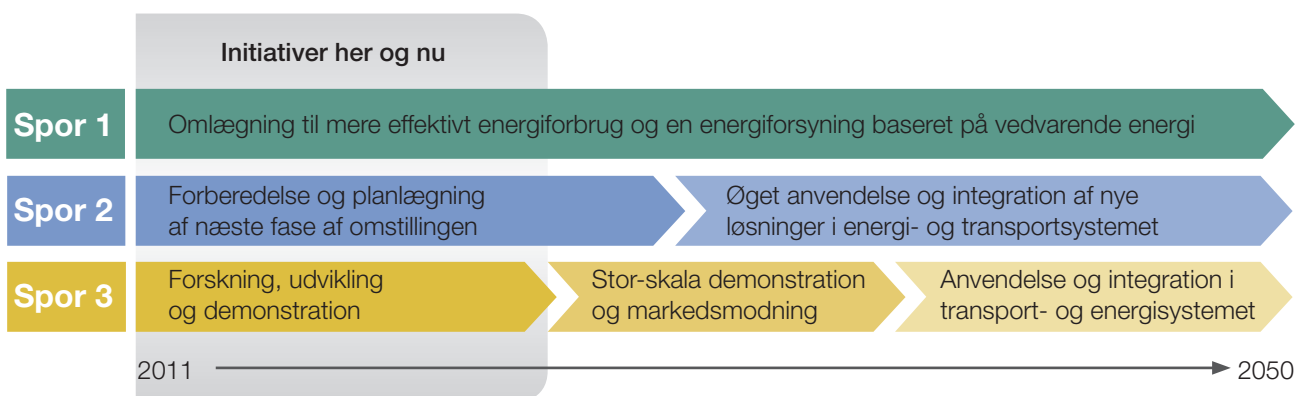 Initiativer her og nu
Spor 1
Omlægning til mere effektivt energiforbrug og en energiforsyning baseret på vedvarende energi
Spor 2
Forberedelse og planlægning
af næste fase af omstillingen
Øget anvendelse og integration af nye
løsninger i energi- og transportsystemet
Spor 3
Forskning, udvikling
og demonstration
Stor-skala demonstration
og markedsmodning
Anvendelse og integration i
transport- og energisystemet
2011
2050